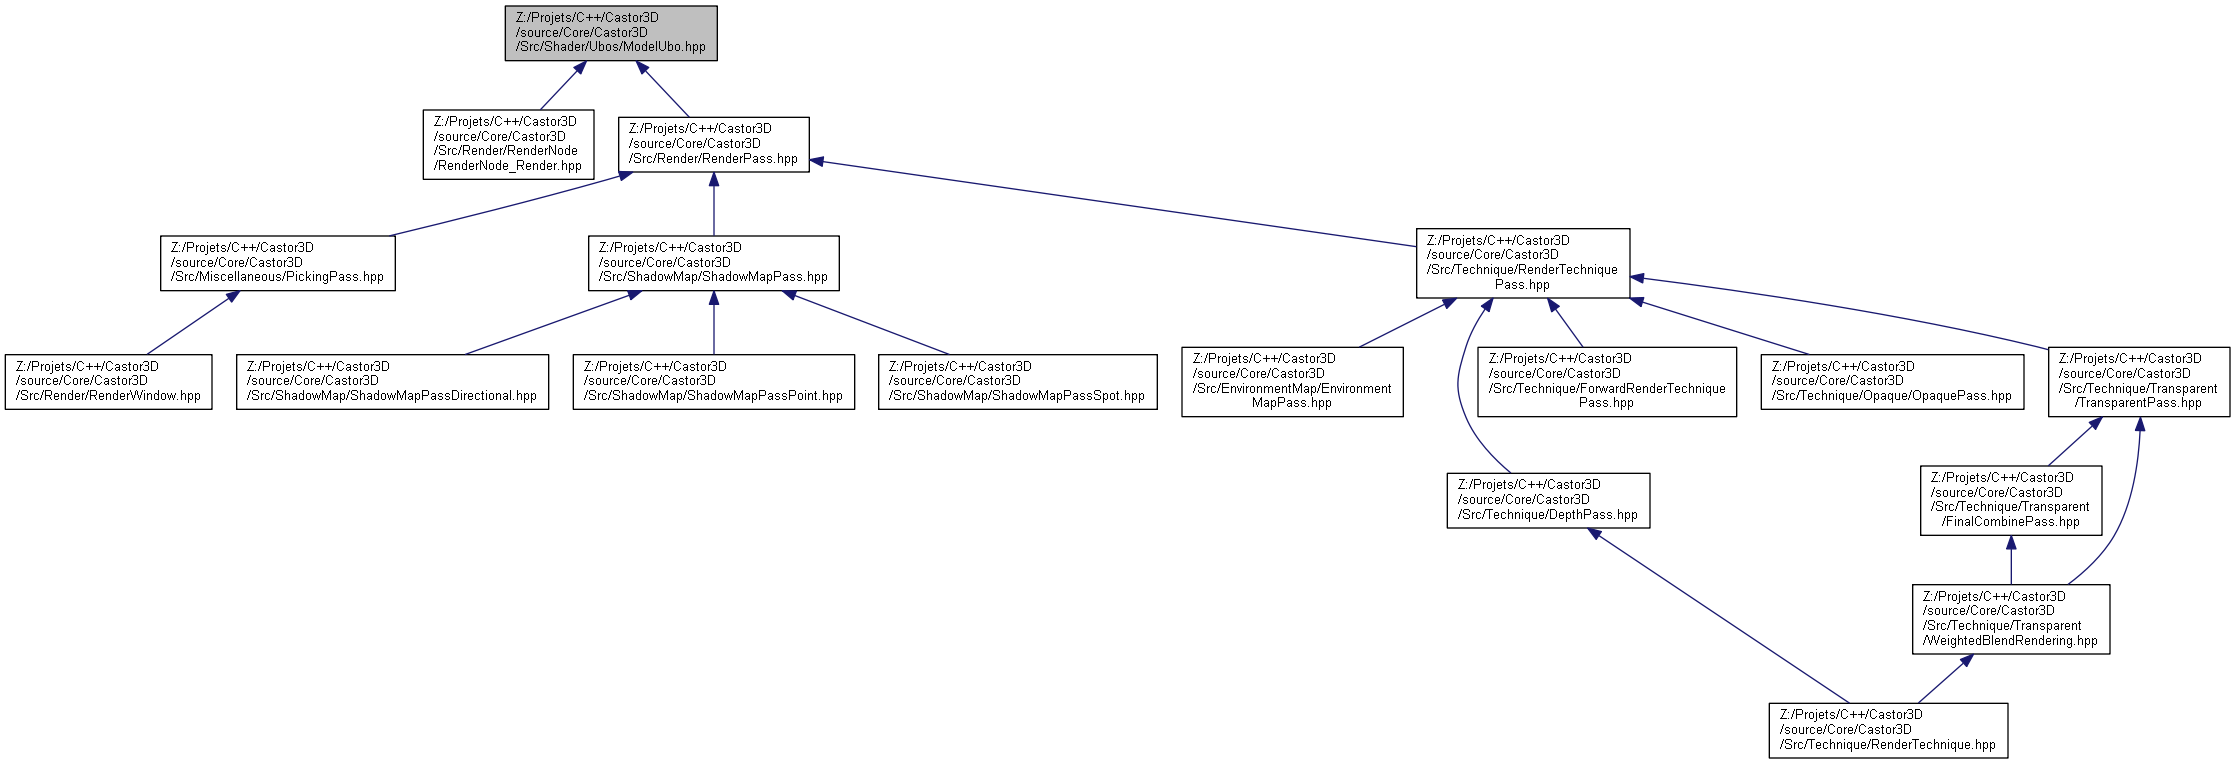 Z:/Projets/C++/Castor3D
/source/Core/Castor3D
/Src/Shader/Ubos/ModelUbo.hpp
Z:/Projets/C++/Castor3D
/source/Core/Castor3D
/Src/Render/RenderNode
/RenderNode_Render.hpp
Z:/Projets/C++/Castor3D
/source/Core/Castor3D
/Src/Render/RenderPass.hpp
Z:/Projets/C++/Castor3D
/source/Core/Castor3D
/Src/Miscellaneous/PickingPass.hpp
Z:/Projets/C++/Castor3D
/source/Core/Castor3D
/Src/ShadowMap/ShadowMapPass.hpp
Z:/Projets/C++/Castor3D
/source/Core/Castor3D
/Src/Technique/RenderTechnique
Pass.hpp
Z:/Projets/C++/Castor3D
/source/Core/Castor3D
/Src/Render/RenderWindow.hpp
Z:/Projets/C++/Castor3D
/source/Core/Castor3D
/Src/ShadowMap/ShadowMapPassDirectional.hpp
Z:/Projets/C++/Castor3D
/source/Core/Castor3D
/Src/ShadowMap/ShadowMapPassPoint.hpp
Z:/Projets/C++/Castor3D
/source/Core/Castor3D
/Src/ShadowMap/ShadowMapPassSpot.hpp
Z:/Projets/C++/Castor3D
/source/Core/Castor3D
/Src/EnvironmentMap/Environment
MapPass.hpp
Z:/Projets/C++/Castor3D
/source/Core/Castor3D
/Src/Technique/ForwardRenderTechnique
Pass.hpp
Z:/Projets/C++/Castor3D
/source/Core/Castor3D
/Src/Technique/Opaque/OpaquePass.hpp
Z:/Projets/C++/Castor3D
/source/Core/Castor3D
/Src/Technique/Transparent
/TransparentPass.hpp
Z:/Projets/C++/Castor3D
/source/Core/Castor3D
/Src/Technique/DepthPass.hpp
Z:/Projets/C++/Castor3D
/source/Core/Castor3D
/Src/Technique/Transparent
/FinalCombinePass.hpp
Z:/Projets/C++/Castor3D
/source/Core/Castor3D
/Src/Technique/Transparent
/WeightedBlendRendering.hpp
Z:/Projets/C++/Castor3D
/source/Core/Castor3D
/Src/Technique/RenderTechnique.hpp